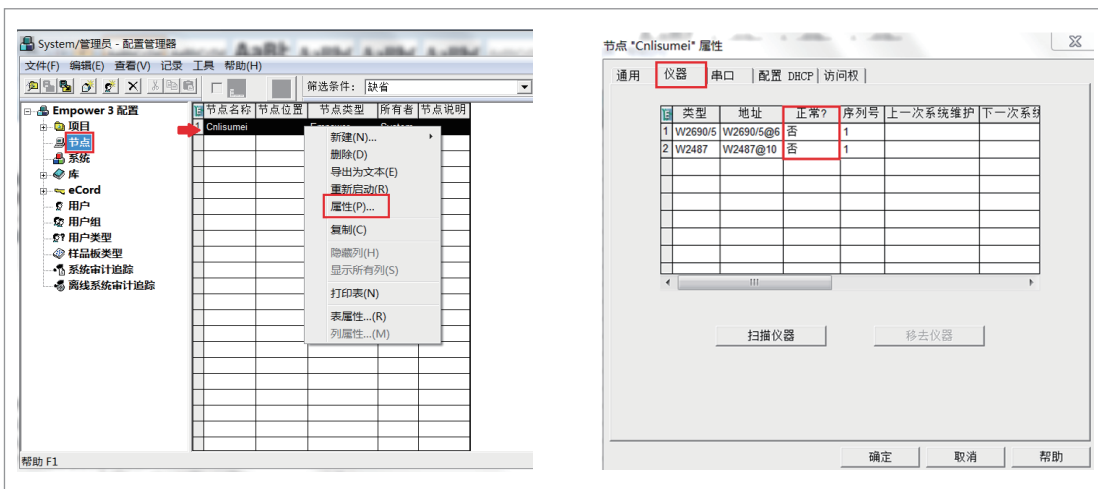 System/管理员 - 配置管理器
文件(F) 编辑(E) 查看(V) 记录 工具 帮助(H)
筛选条件： 缺省
Empower 3 配置
项目
节点
系统
库
eCord
用户
用户组
用户类型
样品板类型
系统审计追踪
离线系统审计追踪
节点名称 节点位置 节点类型 所有者 节点说明
1 Cnlisumei
新建(N)...
删除(D)
导出为文本(E)
重新启动(R)
属性(P)...
复制(C)
隐藏列(H)
显示所有列(S)
打印表(N)
表属性...(R)
列属性...(M)
帮助 F1
节点 "Cnlisumei" 属性
通用 仪器 串口 配置 DHCP 访问权
类型 地址 正常? 序列号 上一次系统维护 下一次系统
1 W2690/5 W2690/5@6 否 1
2 W2487 W2487@10 否 1
扫描仪器 移去仪器
确定 取消 帮助